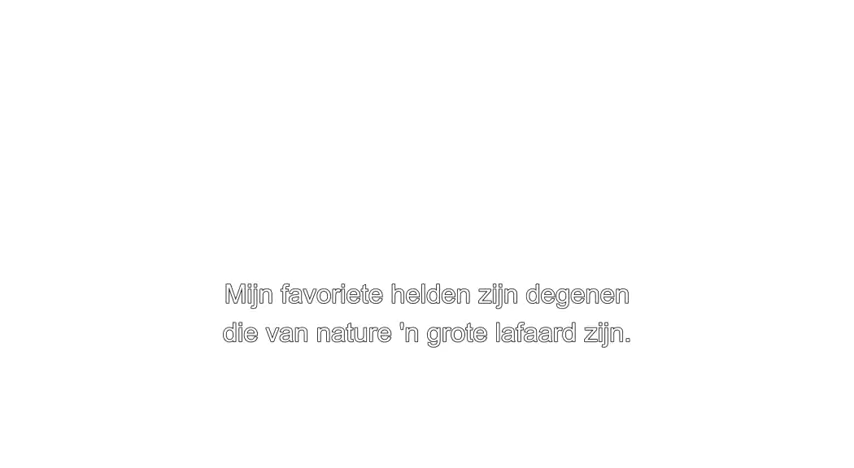 Mijn favoriete helden zijn degenen
die van nature 'n grote lafaard zijn.